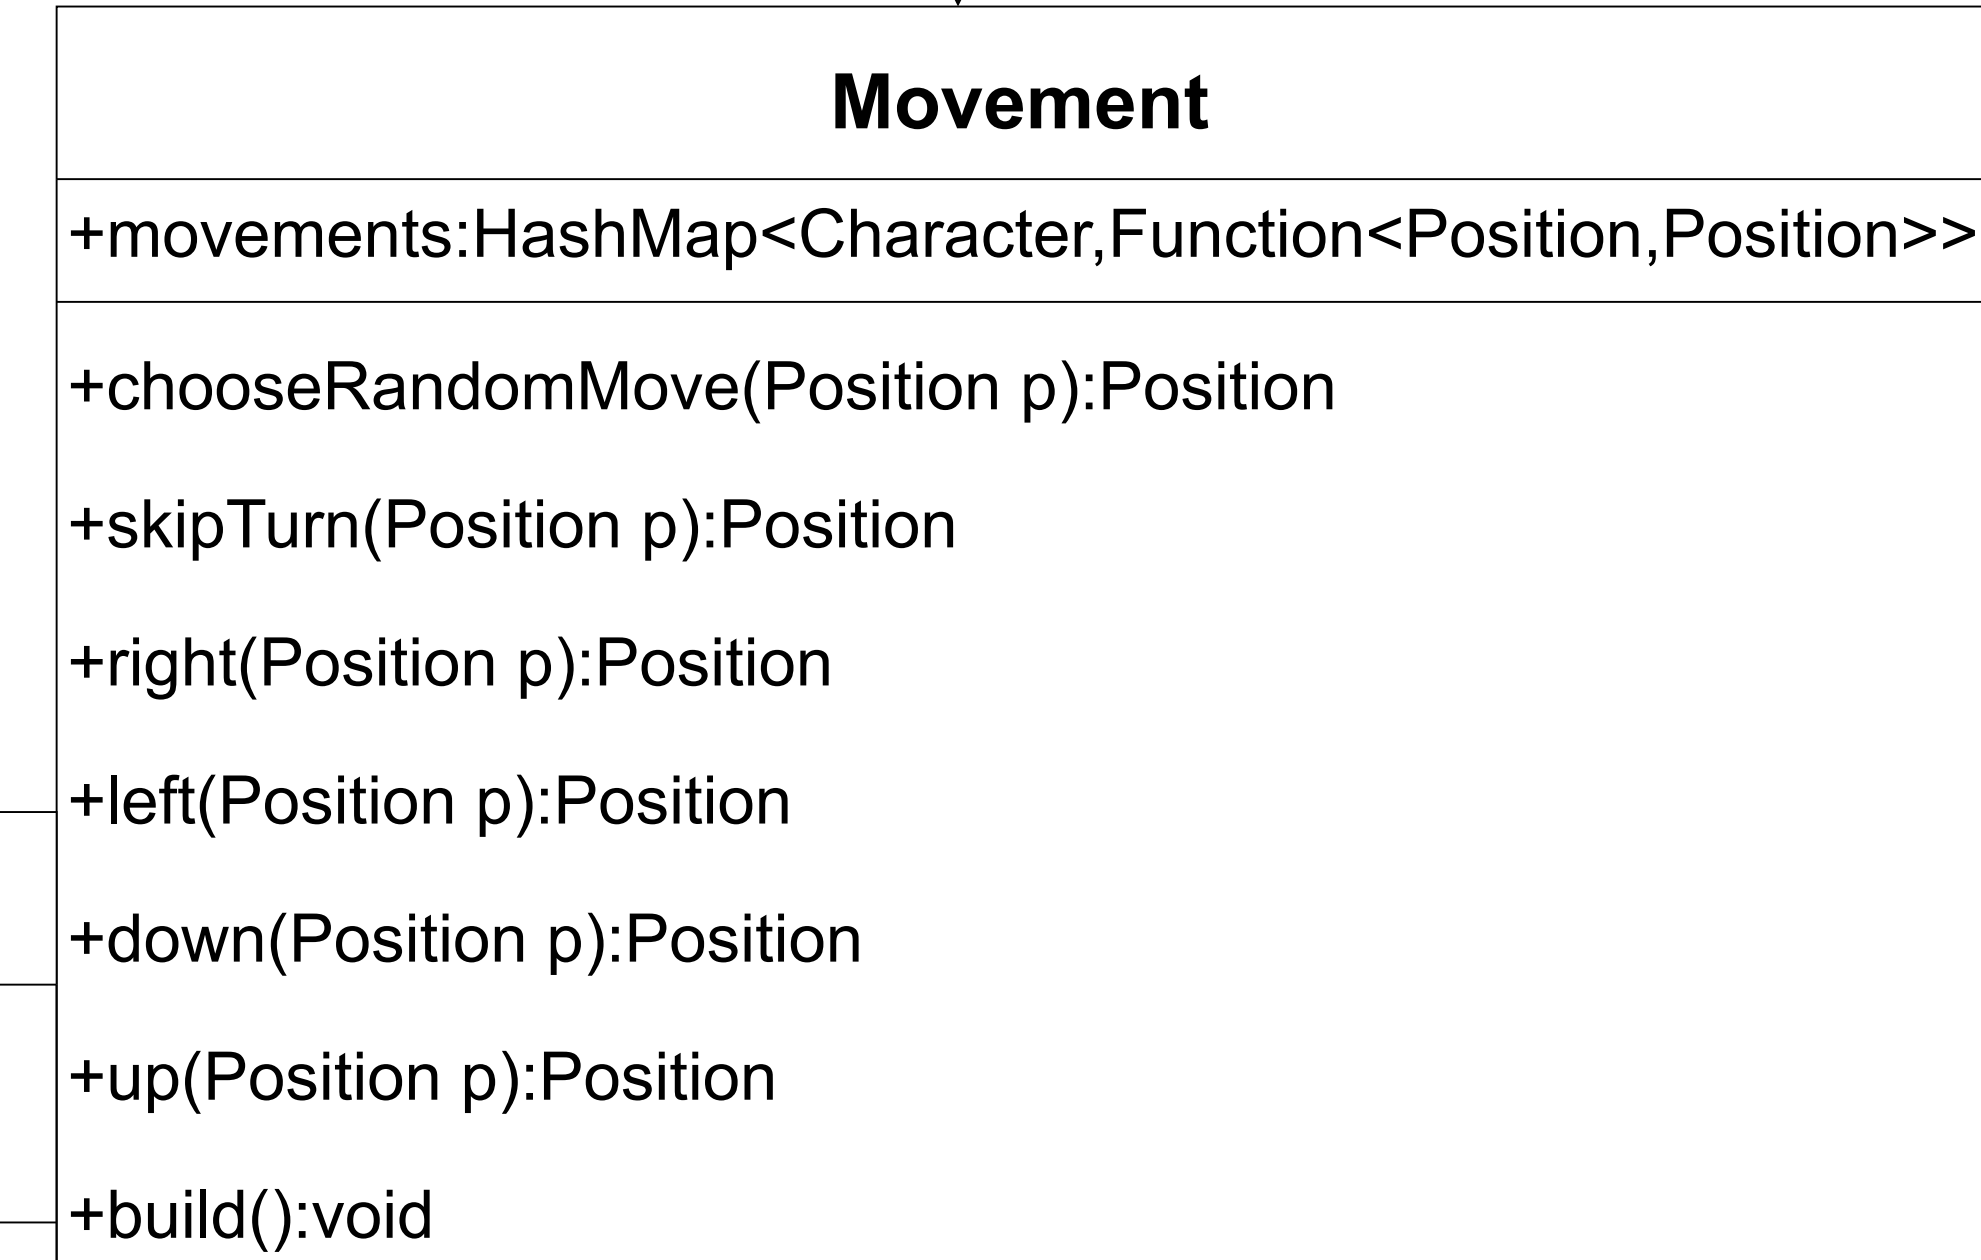 Movement
+movements:HashMap<Character,Function<Position,Position>>
+chooseRandomMove(Position p):Position
+skipTurn(Position p):Position
+right(Position p):Position
+left(Position p):Position
+down(Position p):Position
+up(Position p):Position
+build():void